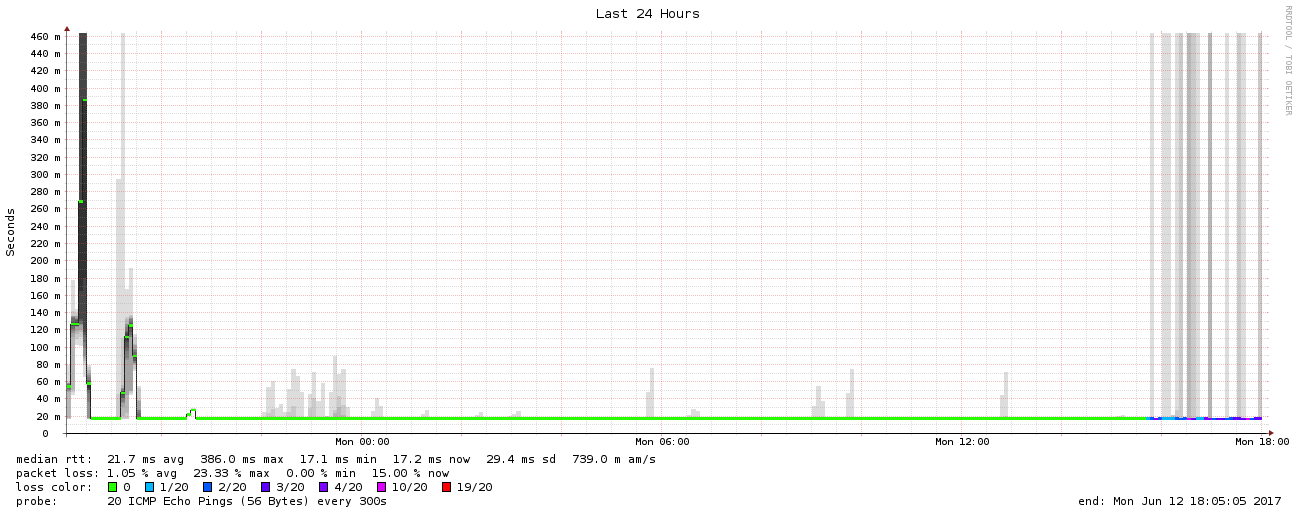 Last 24 Hours
RRDTOOL / TOBI OETIKER
Seconds
460 m
440 m
420 m
400 m
380 m
360 m
340 m
320 m
300 m
280 m
260 m
240 m
220 m
200 m
180 m
160 m
140 m
120 m
100 m
80 m
60 m
40 m
20 m
0
Mon 00:00 Mon 06:00 Mon 12:00 Mon 18:00
median rtt: 21.7 ms avg 386.0 ms max 17.1 ms min 17.2 ms now 29.4 ms sd 739.0 m am/s
packet loss: 1.05 % avg 23.33 % max 0.00 % min 15.00 % now
loss color: 0 1/20 2/20 3/20 4/20 10/20 19/20
probe: 20 ICMP Echo Pings (56 Bytes) every 300s end: Mon Jun 12 18:05:05 2017